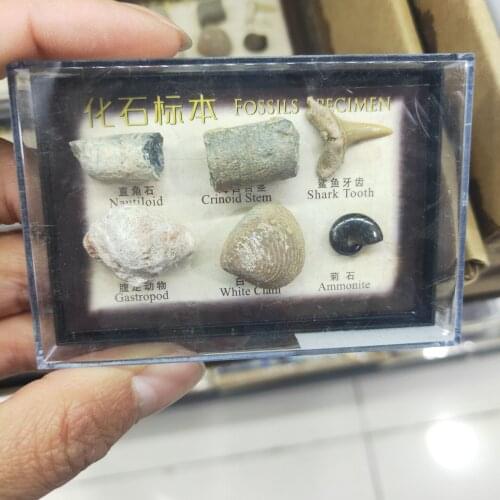 化石标本 FOSSILS SPECIMEN
直角石
Nautiloid
Crinoid Stem
鲨鱼牙齿
Shark Tooth
腹足动物
Gastropod
白
White Clam
菊石
Ammonite